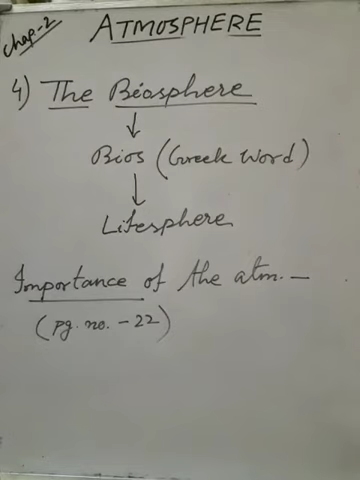 chap-2
ATMOSPHERE
4) The Biosphere
↓
Bios (Greek Word)
↓
Lifesphere
Importance of the atm. —
(pg. no. - 22)